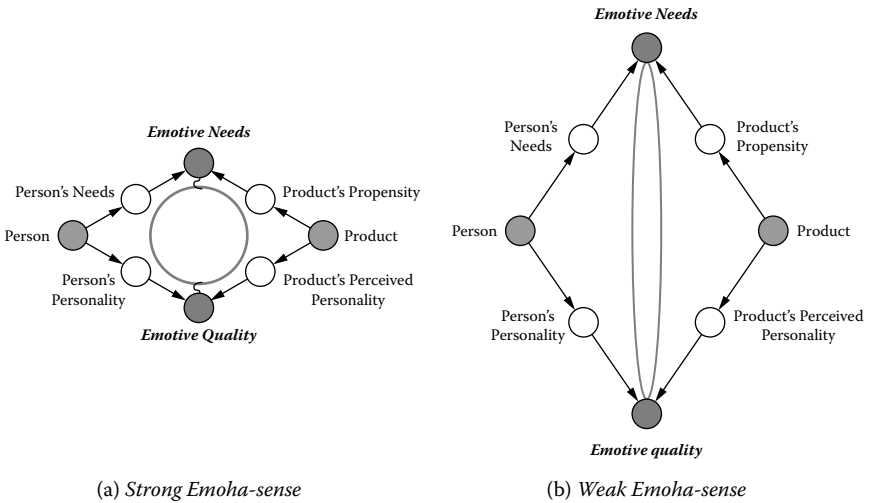 Emotive Needs
Person's Needs
Product's Propensity
Person
Product
Person's
Personality
Product's Perceived
Personality
Emotive Quality
(a) Strong Emoha-sense
Emotive Needs
Person's
Needs
Product's
Propensity
Person
Product
Person's
Personality
Product's Perceived
Personality
Emotive quality
(b) Weak Emoha-sense